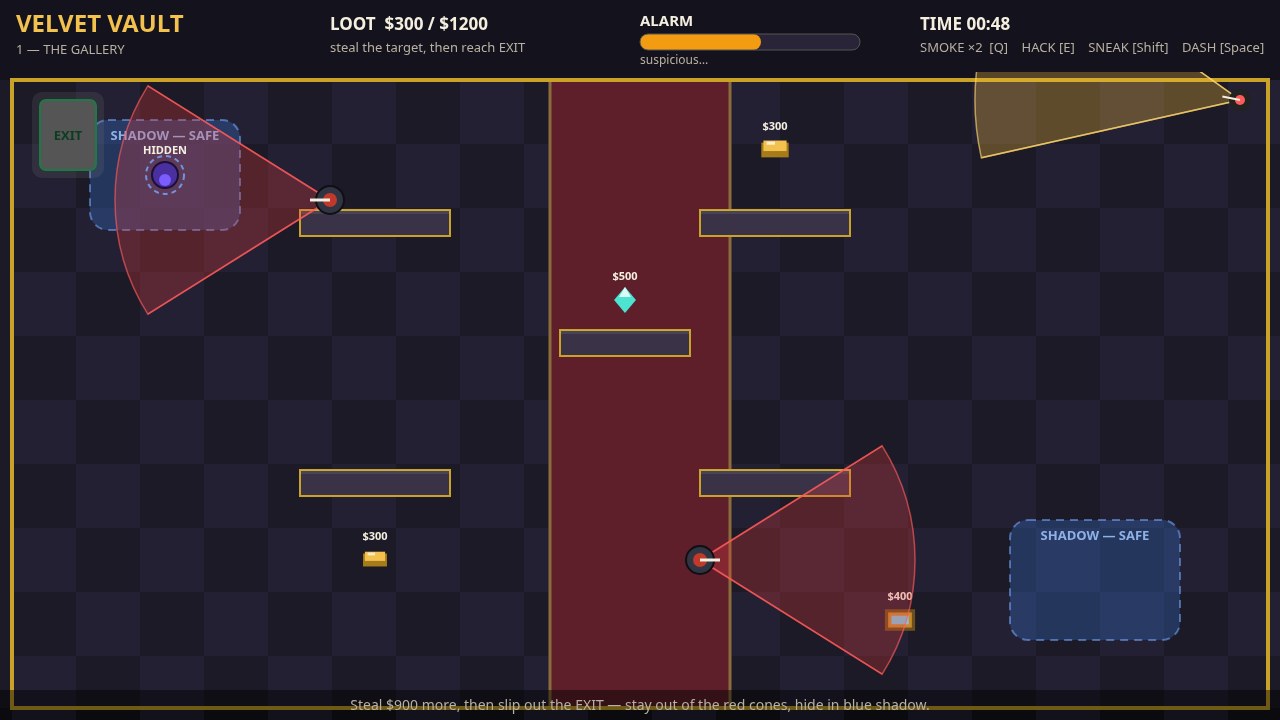 VELVET VAULT
1 — THE GALLERY
LOOT $300 / $1200
steal the target, then reach EXIT
ALARM
suspicious...
TIME 00:48
SMOKE ×2 [Q] HACK [E] SNEAK [Shift] DASH [Space]
EXIT
SHADOW — SAFE
HIDDEN
$300
$500
$300
$400
SHADOW — SAFE
Steal $900 more, then slip out the EXIT — stay out of the red cones, hide in blue shadow.